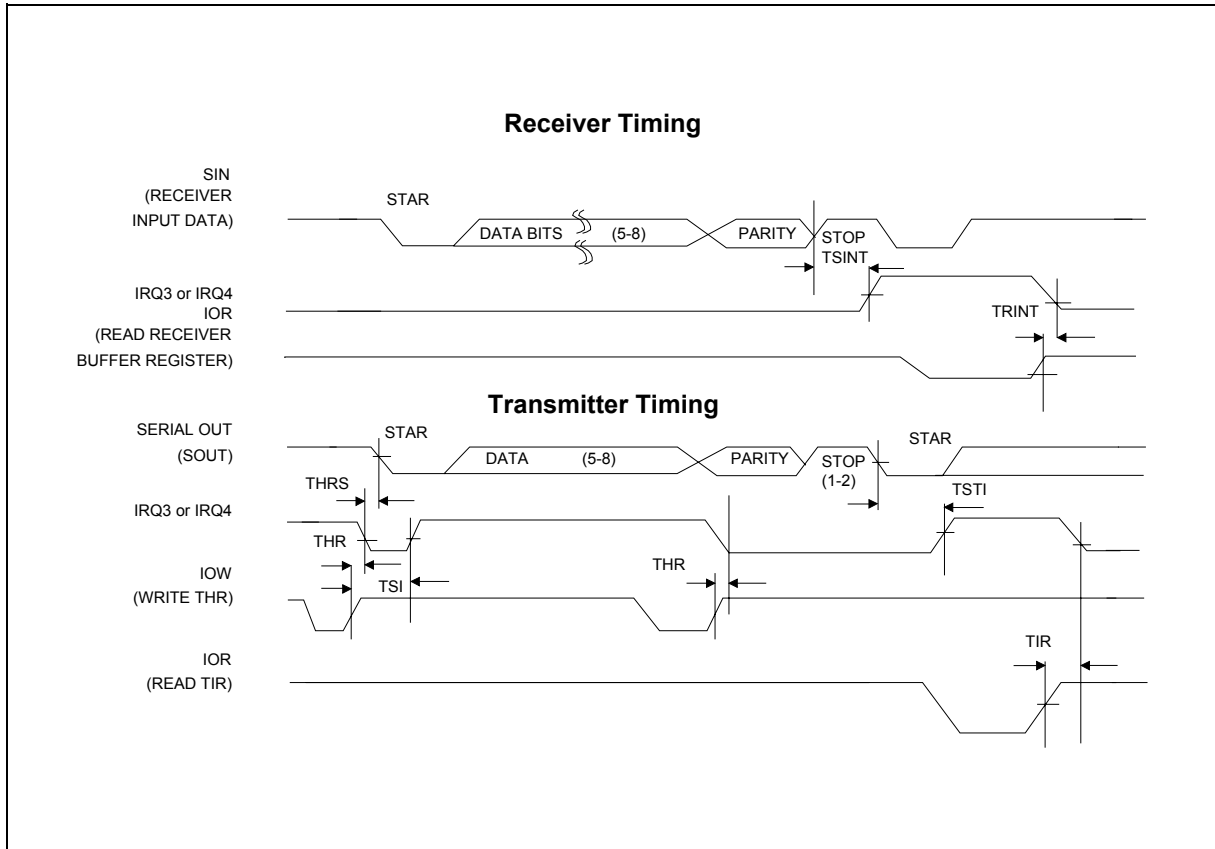 Receiver Timing
SIN
(RECEIVER
INPUT DATA)
STAR
DATA BITS (5-8)
PARITY
STOP
TSINT
IRQ3 or IRQ4
IOR
(READ RECEIVER
BUFFER REGISTER)
TRINT
Transmitter Timing
SERIAL OUT
(SOUT)
STAR
DATA (5-8)
PARITY
STOP
(1-2)
STAR
THRS
TSTI
IRQ3 or IRQ4
THR
THR
IOW
(WRITE THR)
TSI
IOR
(READ TIR)
TIR